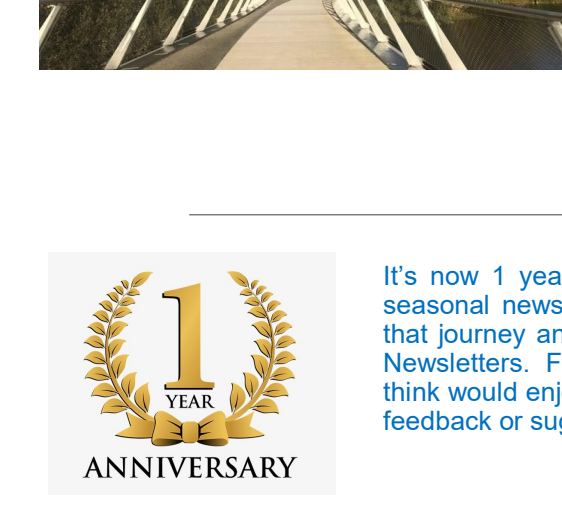 1
YEAR
ANNIVERSARY
It’s now 1 yea
seasonal news
that journey an
Newsletters. F
think would enj
feedback or sug